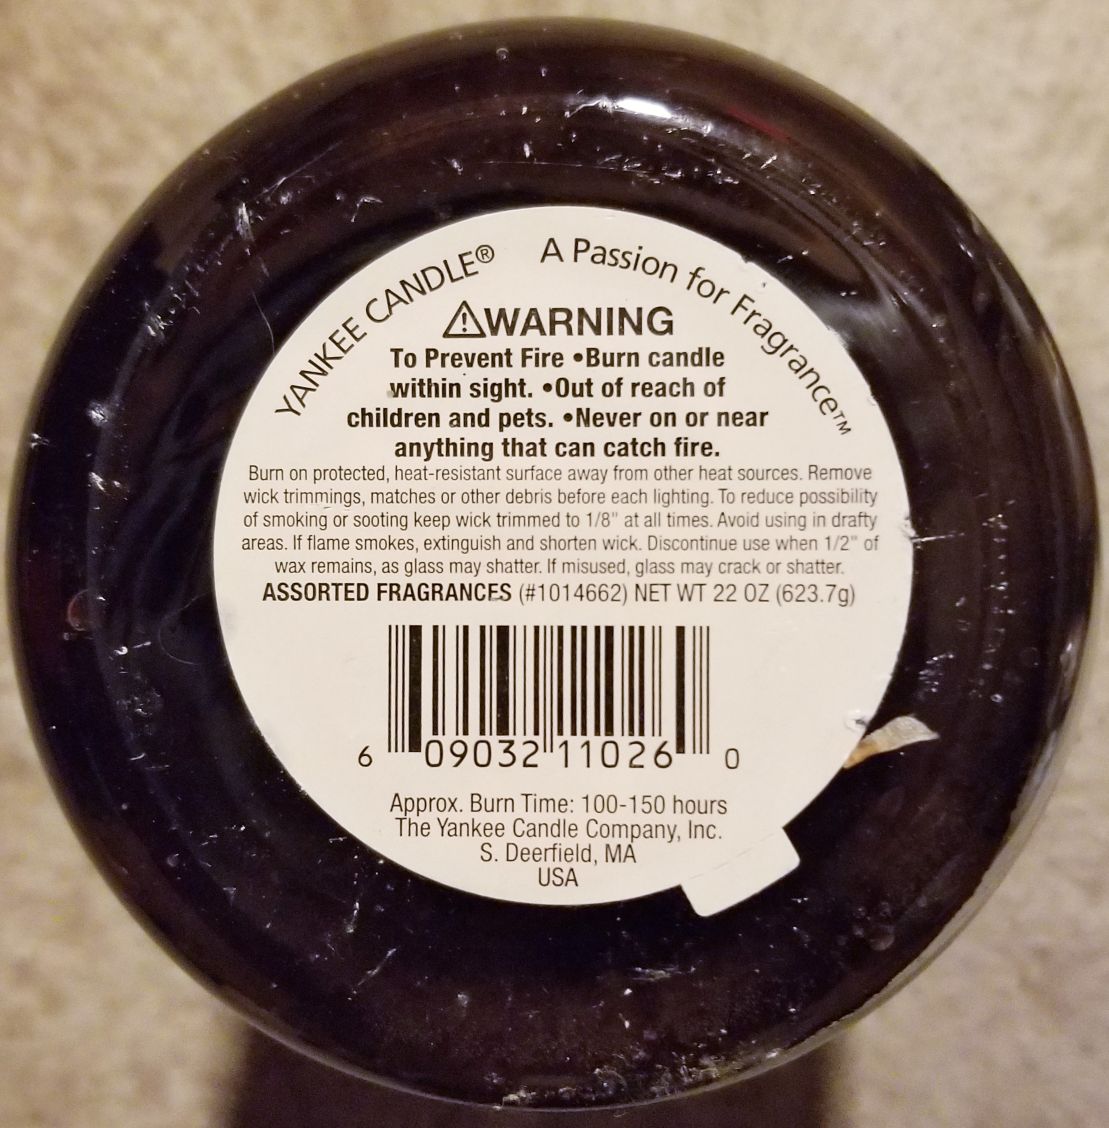 YANKEE CANDLE® A Passion for Fragrance™
⚠WARNING
To Prevent Fire •Burn candle
within sight. •Out of reach of
children and pets. •Never on or near
anything that can catch fire.
Burn on protected, heat-resistant surface away from other heat sources. Remove
wick trimmings, matches or other debris before each lighting. To reduce possibility
of smoking or sooting keep wick trimmed to 1/8" at all times. Avoid using in drafty
areas. If flame smokes, extinguish and shorten wick. Discontinue use when 1/2" of
wax remains, as glass may shatter. If misused, glass may crack or shatter.
ASSORTED FRAGRANCES (#1014662) NET WT 22 OZ (623.7g)
6 09032 11026 0
Approx. Burn Time: 100-150 hours
The Yankee Candle Company, Inc.
S. Deerfield, MA
USA